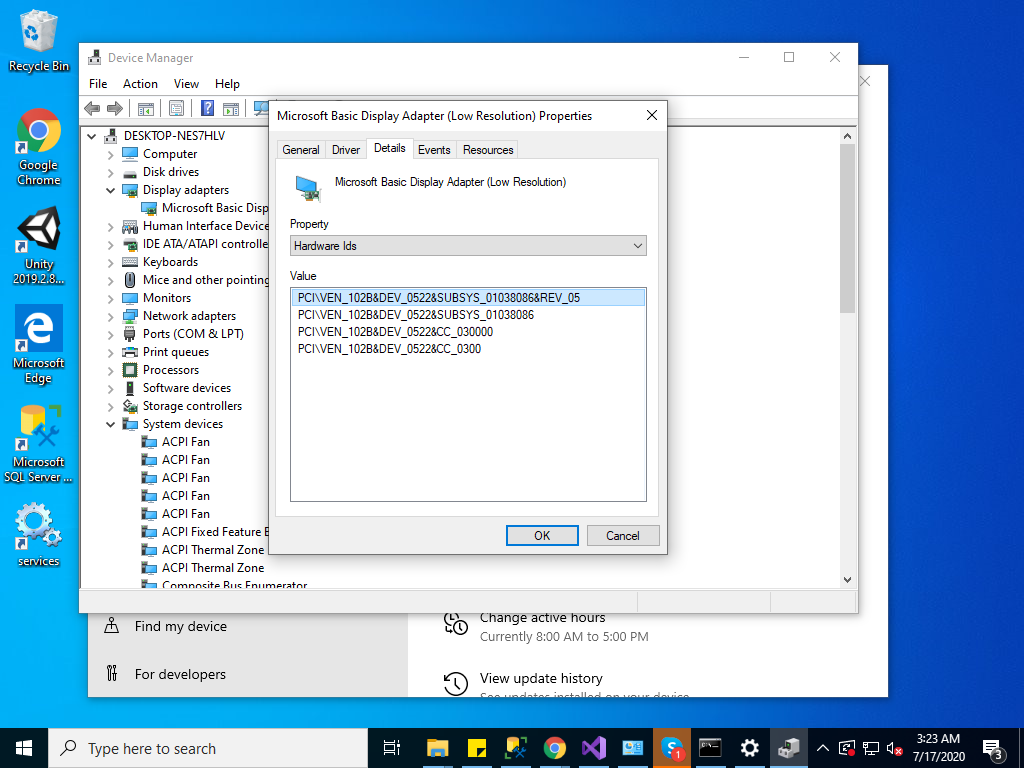 Recycle Bin
Google
Chrome
Unity
2019.2.8...
Microsoft
Edge
Microsoft
SQL Server ...
services
Device Manager
File Action View Help
DESKTOP-NES7HLV
Computer
Disk drives
Display adapters
Microsoft Basic Disp
Human Interface Device
IDE ATA/ATAPI controlle
Keyboards
Mice and other pointing
Monitors
Network adapters
Ports (COM & LPT)
Print queues
Processors
Software devices
Storage controllers
System devices
ACPI Fan
ACPI Fan
ACPI Fan
ACPI Fan
ACPI Fan
ACPI Fixed Feature B
ACPI Thermal Zone
ACPI Thermal Zone
Composite Bus Enumerator
Microsoft Basic Display Adapter (Low Resolution) Properties
General Driver Details Events Resources
Microsoft Basic Display Adapter (Low Resolution)
Property
Hardware Ids
Value
PCI\VEN_102B&DEV_0522&SUBSYS_01038086&REV_05
PCI\VEN_102B&DEV_0522&SUBSYS_01038086
PCI\VEN_102B&DEV_0522&CC_030000
PCI\VEN_102B&DEV_0522&CC_0300
OK Cancel
Find my device
For developers
Change active hours
Currently 8:00 AM to 5:00 PM
View update history
See updates installed on your device
Type here to search
1
3:23 AM
7/17/2020
3